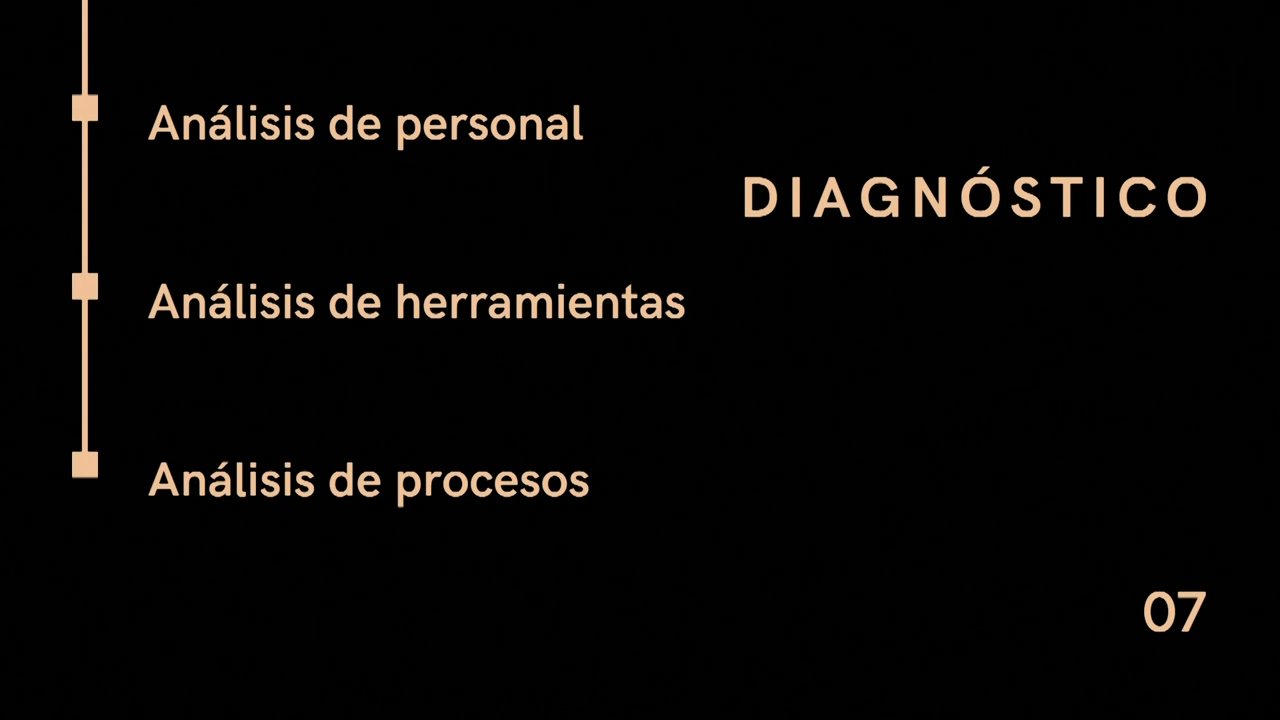 Análisis de personal
DIAGNÓSTICO
Análisis de herramientas
Análisis de procesos
07